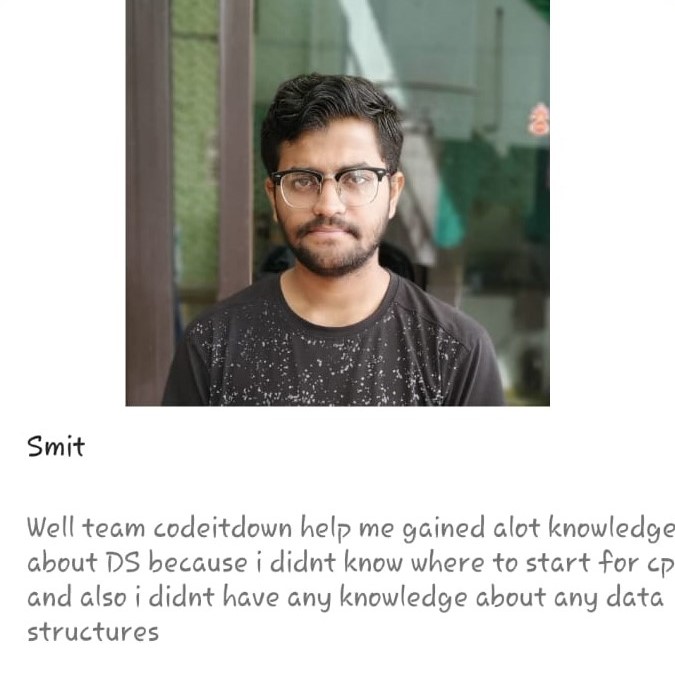 Smit
Well team codeitdown help me gained alot knowledge
about DS because i didnt know where to start for cp
and also i didnt have any knowledge about any data
structures